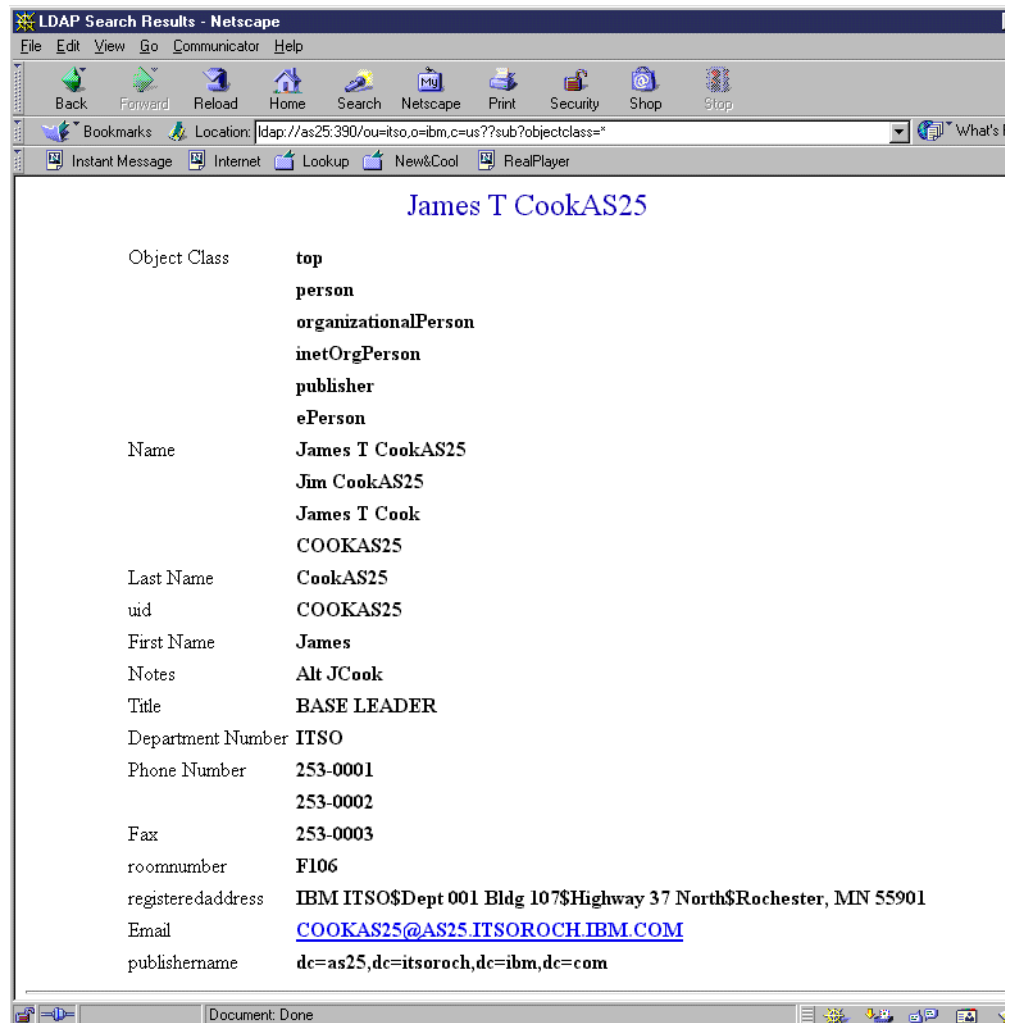 LDAP Search Results - Netscape
File Edit View Go Communicator Help
Back Forward Reload Home Search Netscape Print Security Shop Stop
Bookmarks Location: ldap://as25:390/ou=itso,o=ibm,c=us??sub?objectclass=* What's
Instant Message Internet Lookup New&Cool RealPlayer
James T CookAS25
Object Class top
person
organizationalPerson
inetOrgPerson
publisher
ePerson
Name James T CookAS25
Jim CookAS25
James T Cook
COOKAS25
Last Name CookAS25
uid COOKAS25
First Name James
Notes Alt JCook
Title BASE LEADER
Department Number ITSO
Phone Number 253-0001
253-0002
Fax 253-0003
roomnumber F106
registeredaddress IBM ITSO$Dept 001 Bldg 107$Highway 37 North$Rochester, MN 55901
Email COOKAS25@AS25.ITSOROCH.IBM.COM
publishername dc=as25,dc=itsoroch,dc=ibm,dc=com
Document: Done